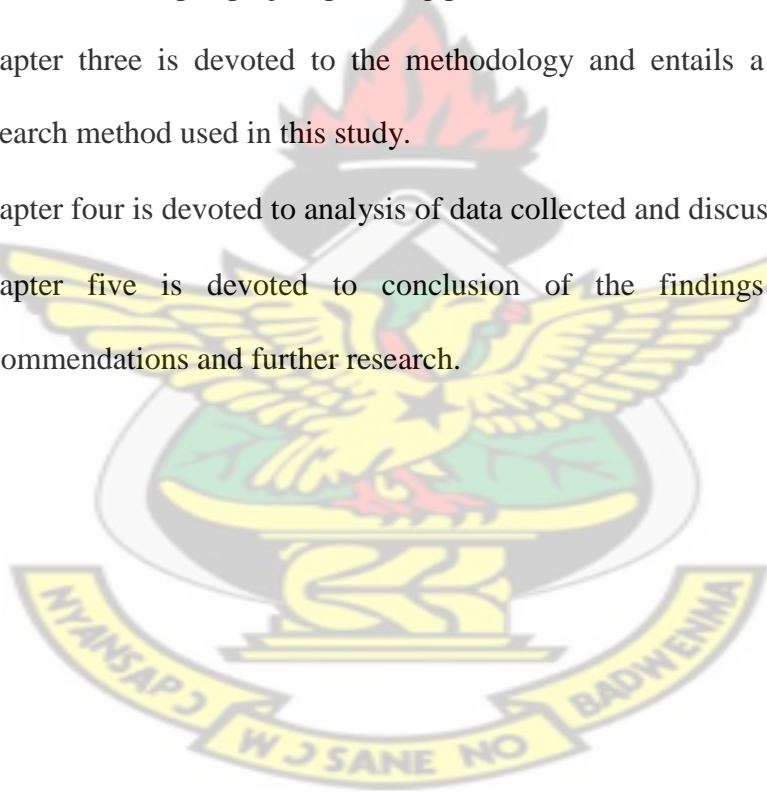 apter three is devoted to the methodology and entails a
earch method used in this study.
apter four is devoted to analysis of data collected and discus
apter five is devoted to conclusion of the findings
ommendations and further research.
NYANSAPƆ WƆSANE NO BADWENMA